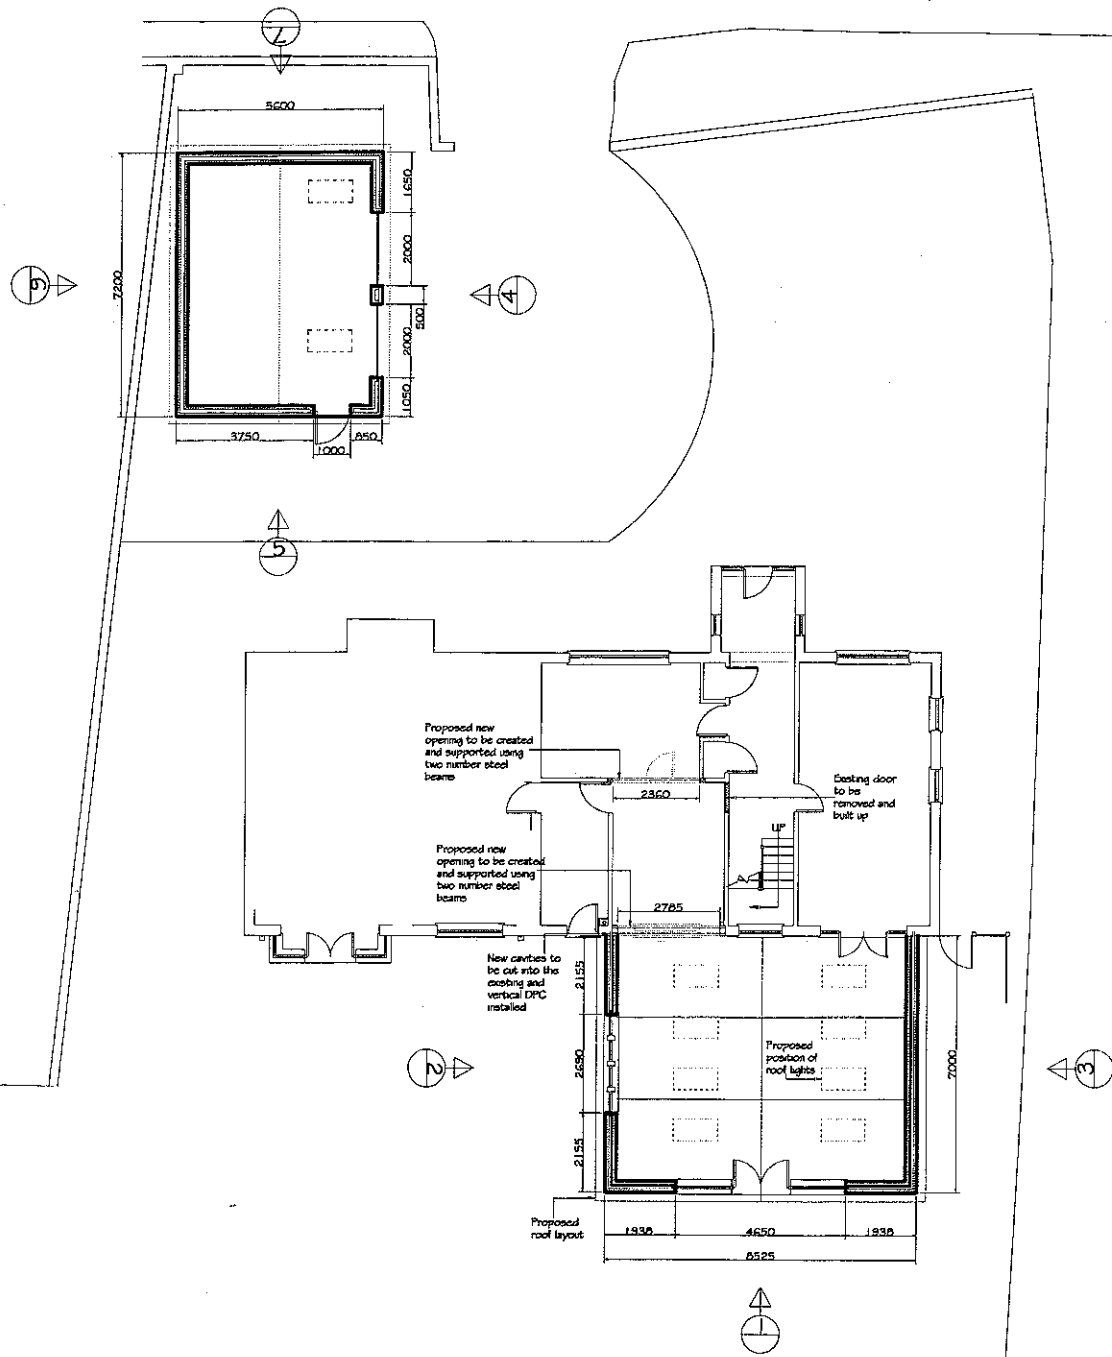 7
5600
7200
1650
2000
500
2000
1050
6
4
3750
1000
850
5
Proposed new
opening to be created
and supported using
two number steel
beams
2360
Existing door
to be
removed and
built up
UP
Proposed new
opening to be created
and supported using
two number steel
beams
2785
New cavities to
be cut into the
existing and
vertical DPC
installed
2155
2690
2155
2
Proposed
position of
roof lights
7000
3
Proposed
roof layout
1938
4650
1938
8525
1